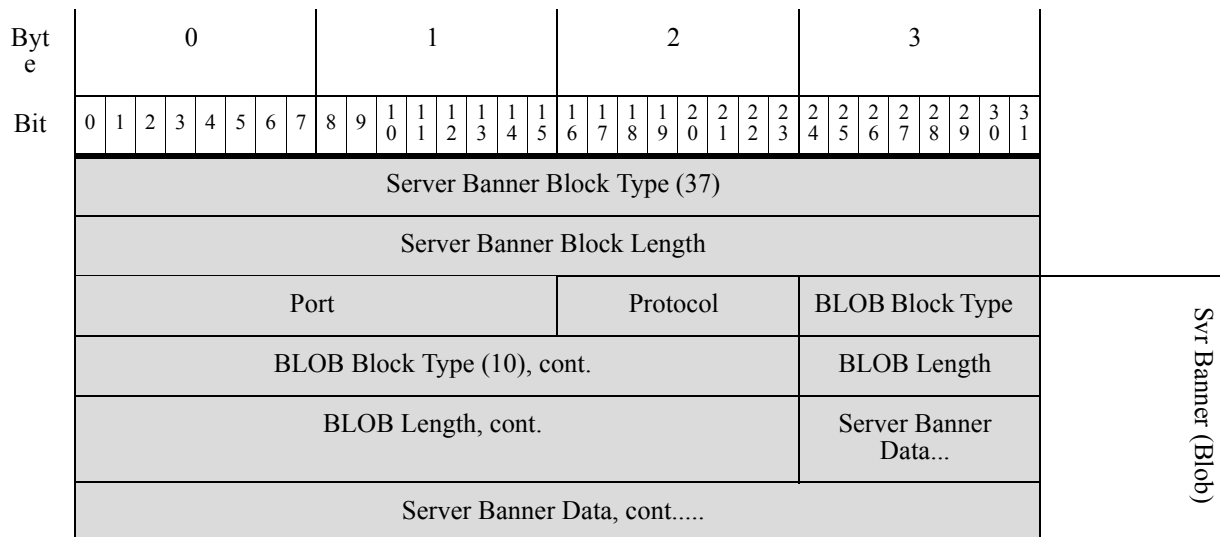 Byt
e
0 1 2 3
Bit
0 1 2 3 4 5 6 7 8 9 10 11 12 13 14 15 16 17 18 19 20 21 22 23 24 25 26 27 28 29 30 31
Server Banner Block Type (37)
Server Banner Block Length
Port Protocol BLOB Block Type
BLOB Block Type (10), cont. BLOB Length
BLOB Length, cont. Server Banner
Data...
Server Banner Data, cont.....
Svr Banner (Blob)